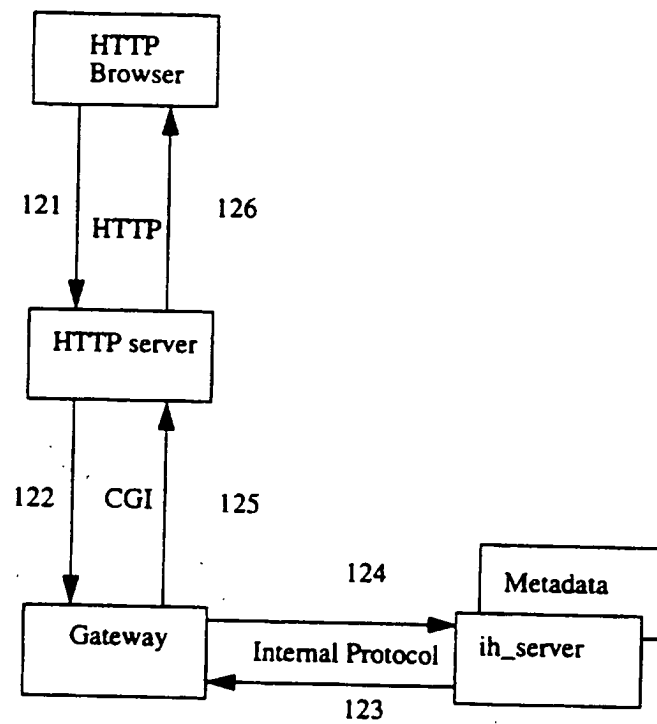 HTTP
Browser
121
HTTP
126
HTTP server
122
CGI
125
124
Metadata
Gateway
Internal Protocol
ih_server
123